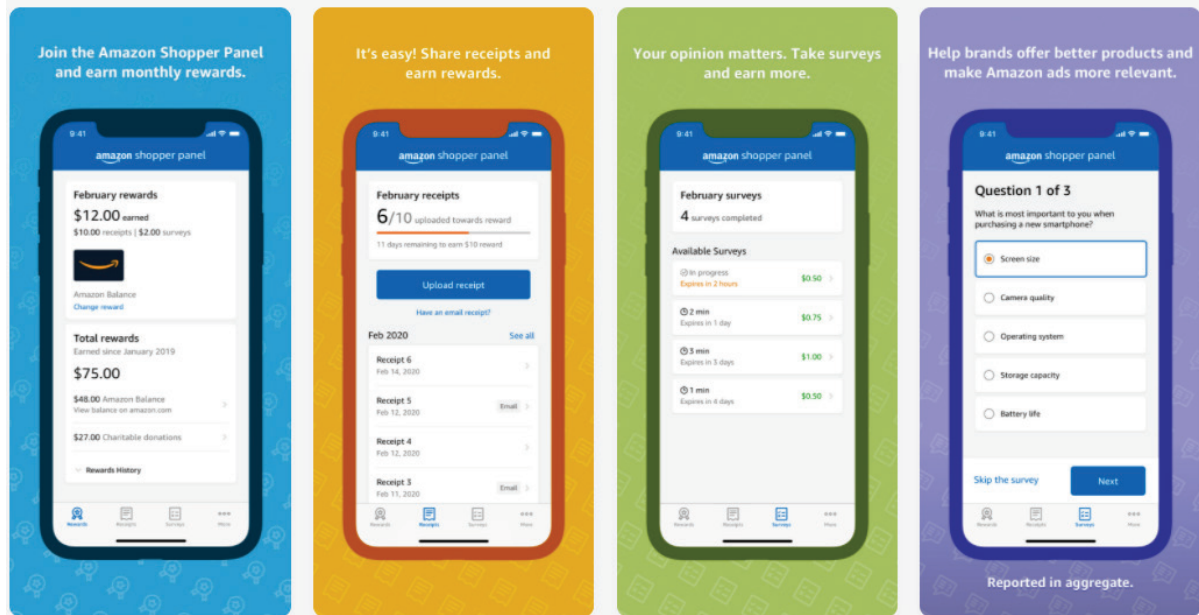 Join the Amazon Shopper Panel
and earn monthly rewards.
9:41
amazon shopper panel
February rewards
$12.00 earned
$10.00 receipts | $2.00 surveys
Amazon Balance
Change reward
Total rewards
Earned since January 2019
$75.00
$48.00 Amazon Balance
View balance on amazon.com
$27.00 Charitable donations
Rewards History
Rewards Receipts Surveys More
It's easy! Share receipts and
earn rewards.
9:41
amazon shopper panel
February receipts
6/10 uploaded towards reward
11 days remaining to earn $10 reward
Upload receipt
Have an email receipt?
Feb 2020 See all
Receipt 6
Feb 14, 2020
Receipt 5
Feb 12, 2020
Email
Receipt 4
Feb 12, 2020
Receipt 3
Feb 11, 2020
Email
Rewards Receipts Surveys More
Your opinion matters. Take surveys
and earn more.
9:41
amazon shopper panel
February surveys
4 surveys completed
Available Surveys
In progress
Expires in 2 hours
$0.50
2 min
Expires in 1 day
$0.75
3 min
Expires in 3 days
$1.00
1 min
Expires in 4 days
$0.50
Rewards Receipts Surveys More
Help brands offer better products and
make Amazon ads more relevant.
9:41
amazon shopper panel
Question 1 of 3
What is most important to you when
purchasing a new smartphone?
Screen size
Camera quality
Operating system
Storage capacity
Battery life
Skip the survey Next
Rewards Receipts Surveys More
Reported in aggregate.